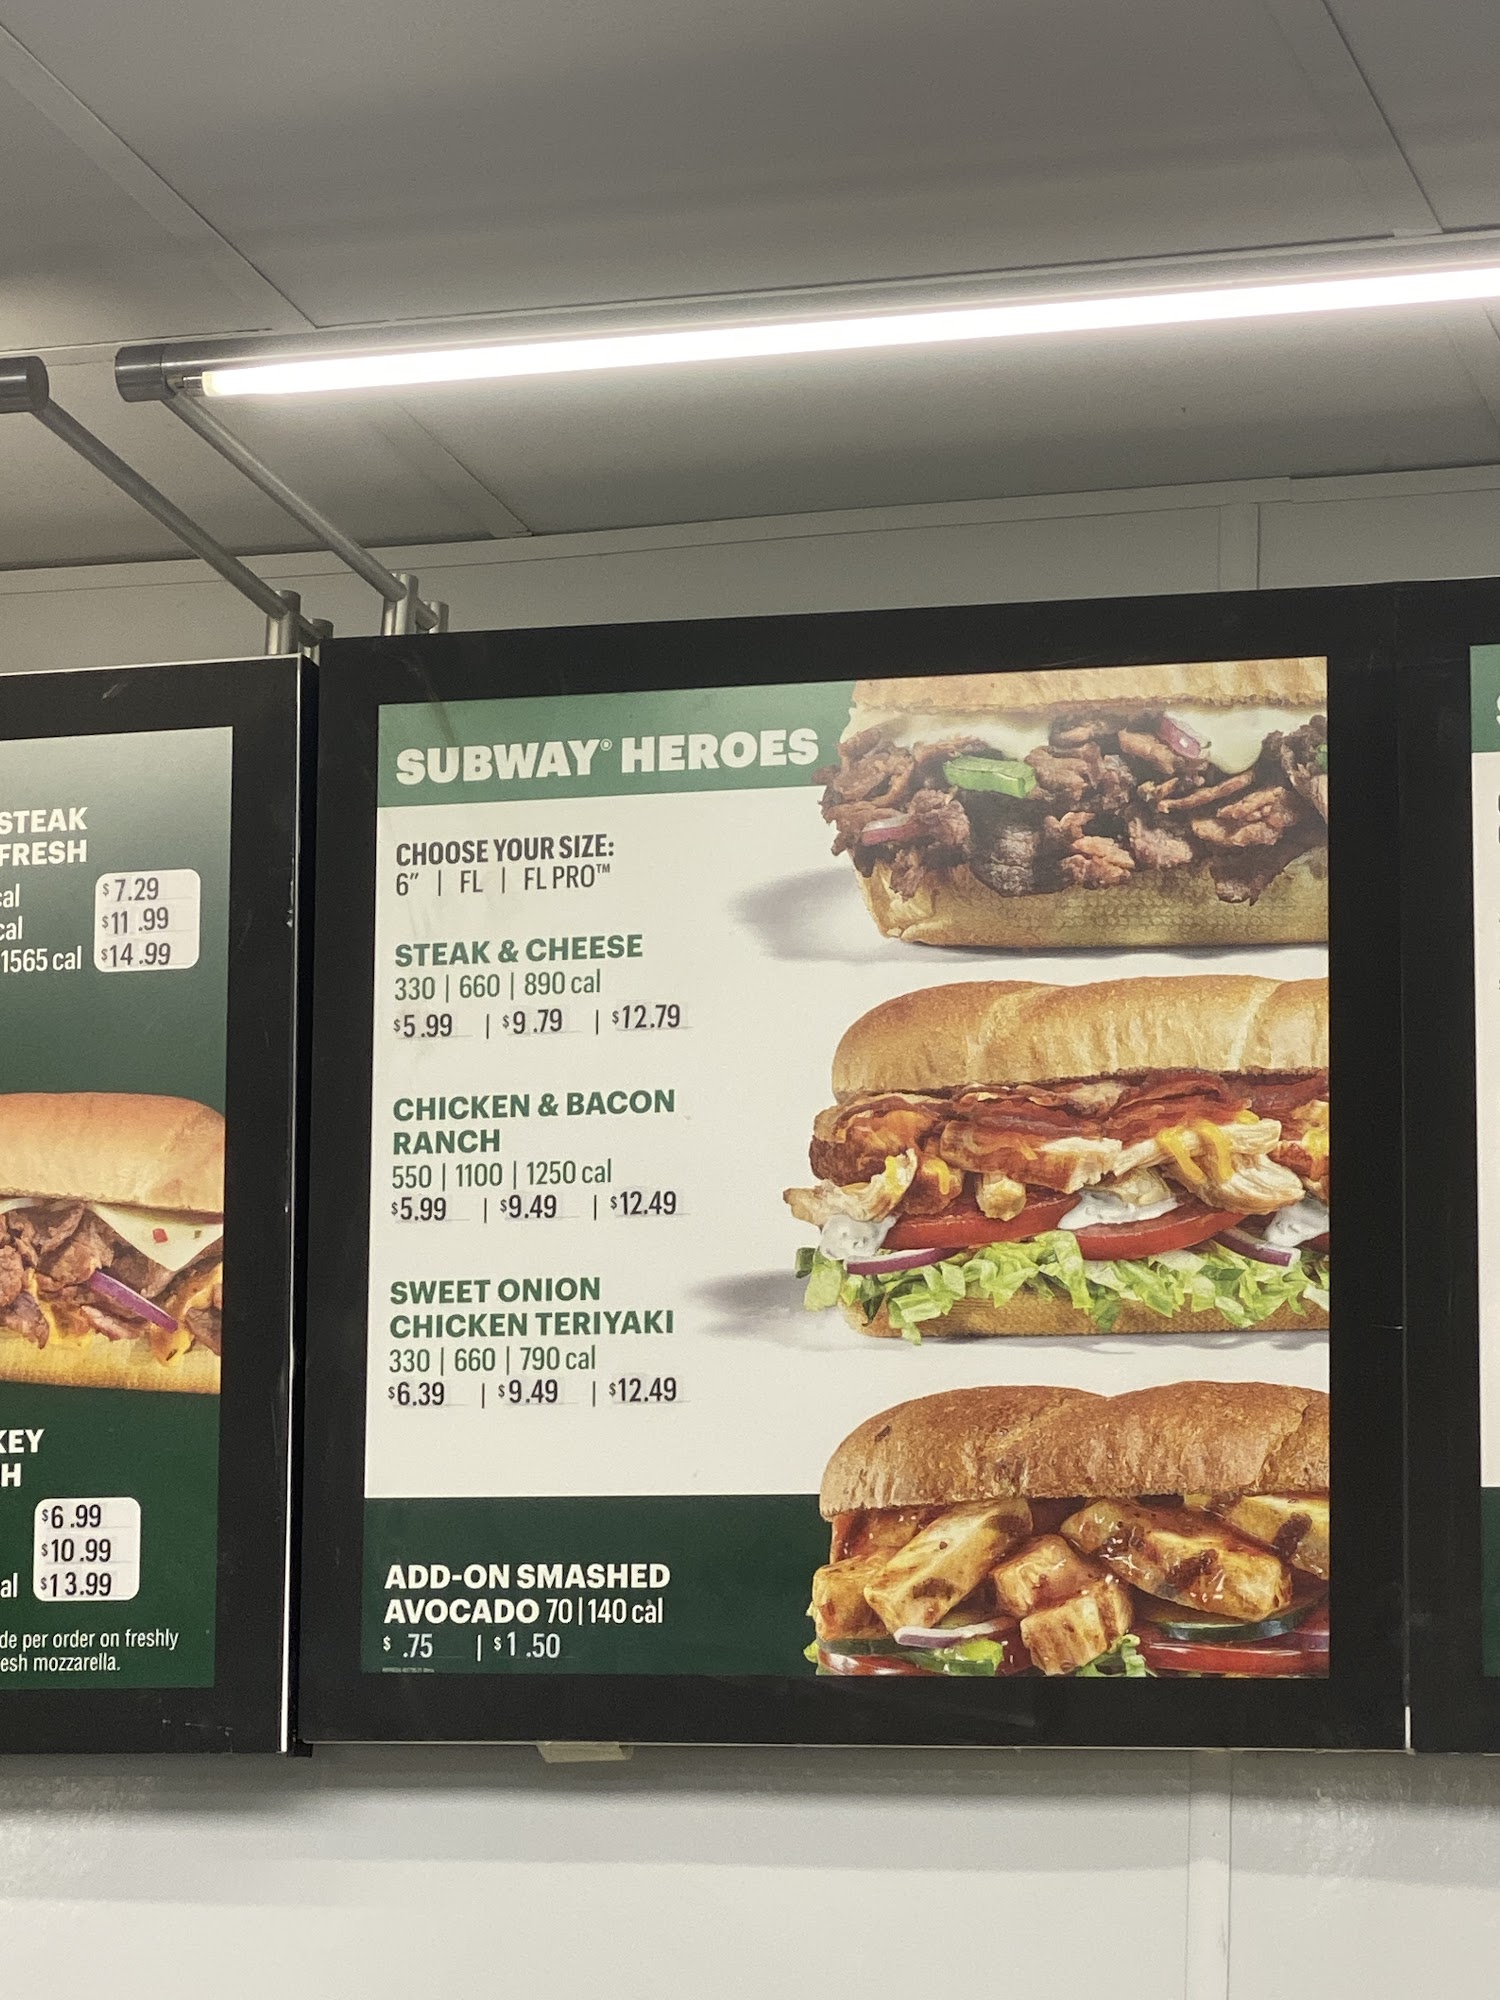 STEAK
FRESH
cal
$7.29
cal
$11.99
1565 cal
$14.99
KEY
H
$6.99
$10.99
al $13.99
de per order on freshly
esh mozzarella.
SUBWAY® HEROES
CHOOSE YOUR SIZE:
6" | FL | FL PRO™
STEAK & CHEESE
330 | 660 | 890 cal
$5.99 | $9.79 | $12.79
CHICKEN & BACON
RANCH
550 | 1100 | 1250 cal
$5.99 | $9.49 | $12.49
SWEET ONION
CHICKEN TERIYAKI
330 | 660 | 790 cal
$6.39 | $9.49 | $12.49
ADD-ON SMASHED
AVOCADO 70|140 cal
$ .75 | $1.50